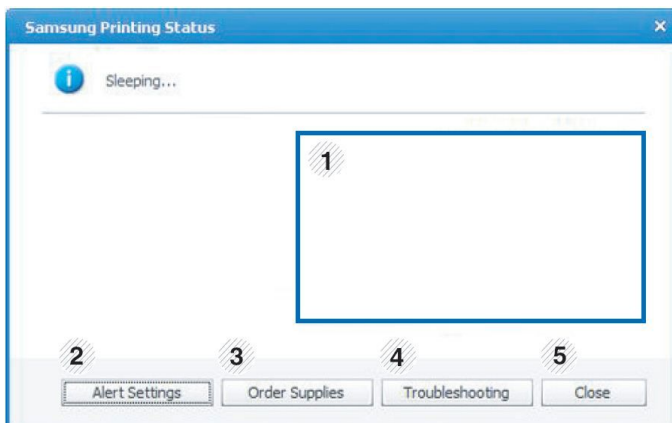 Samsung Printing Status
Sleeping...
1
2 3 4 5
Alert Settings Order Supplies Troubleshooting Close